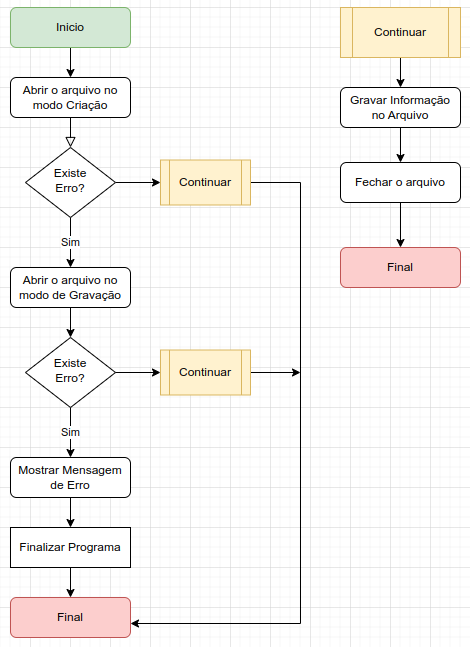 Inicio
Abrir o arquivo no
modo Criação
Existe
Erro?
Continuar
Sim
Abrir o arquivo no
modo de Gravação
Existe
Erro?
Continuar
Sim
Mostrar Mensagem
de Erro
Finalizar Programa
Final
Continuar
Gravar Informação
no Arquivo
Fechar o arquivo
Final